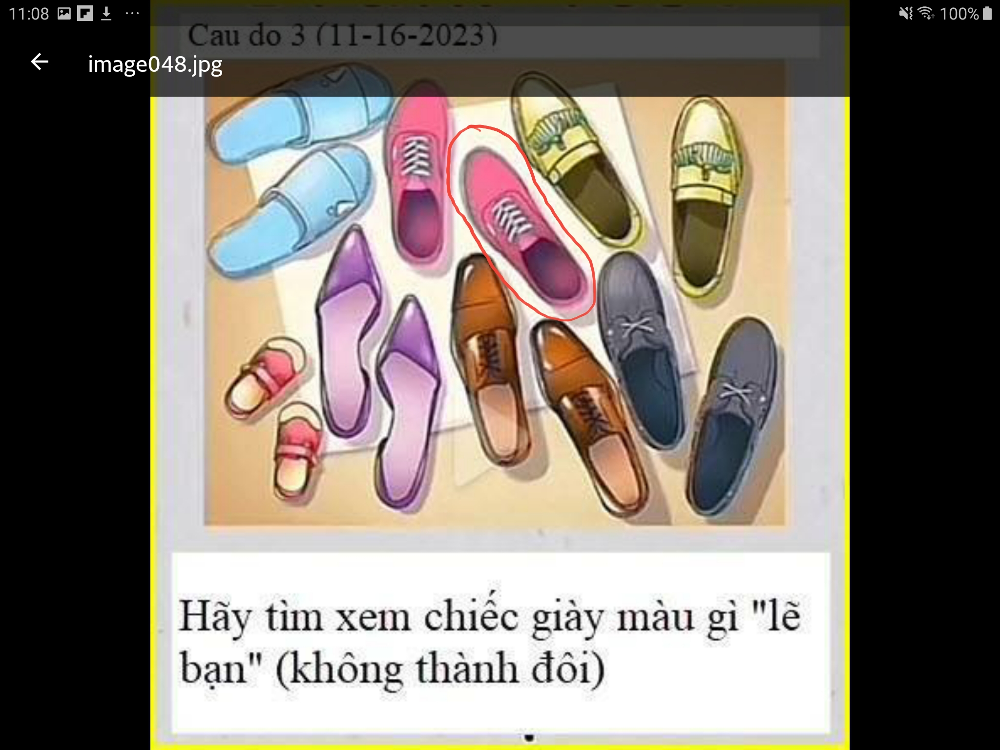 11:08 100%
Cau do 3 (11-16-2023)
image048.jpg
Hãy tìm xem chiếc giày màu gì "lẽ
bạn" (không thành đôi)